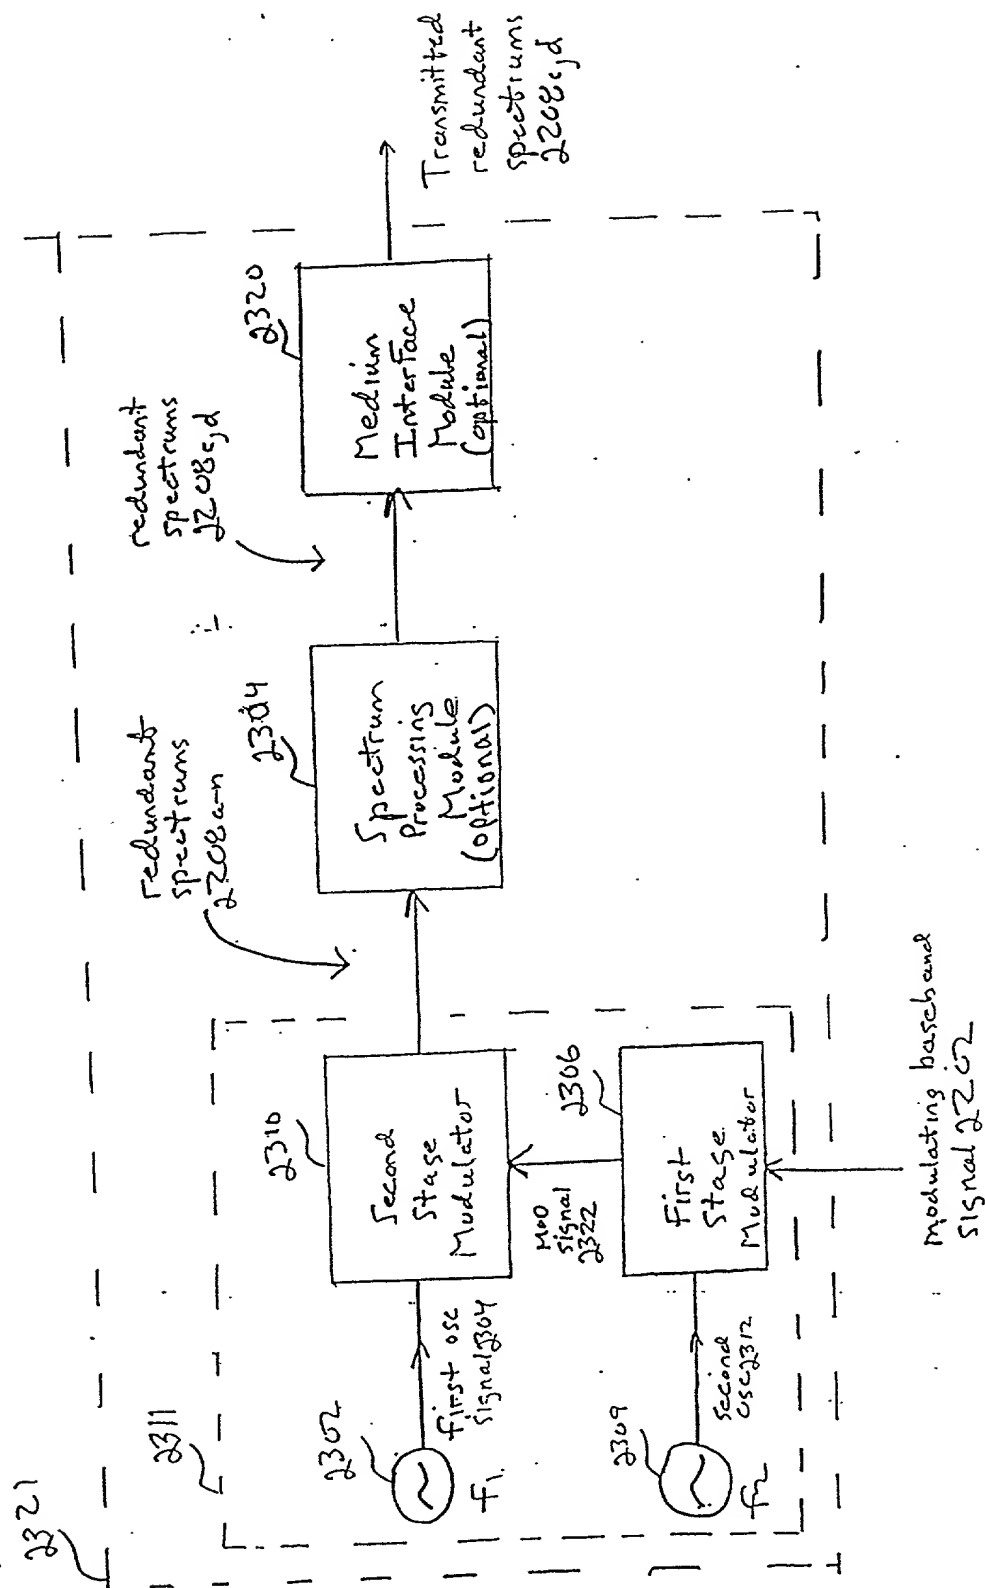 2321
2311
2302
f1
First osc
signal 2304
2309
f2
Second
osc 2312
2310
Second
Stage
Modulator
MOD
signal
2322
2306
First
Stage
Modulator
modulating baseband
signal 2202
redundant
spectrums
2208a-n
2304
Spectrum
Processing
Module
(optional)
redundant
spectrums
2208c,d
2320
Medium
Interface
Module
(optional)
Transmitted
redundant
spectrums
2208c,d